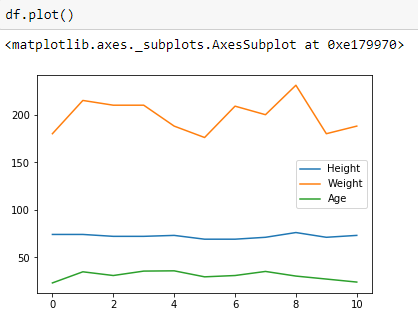 df.plot()
<matplotlib.axes._subplots.AxesSubplot at 0xe179970>
200
150
100
50
Height
Weight
Age
0 2 4 6 8 10